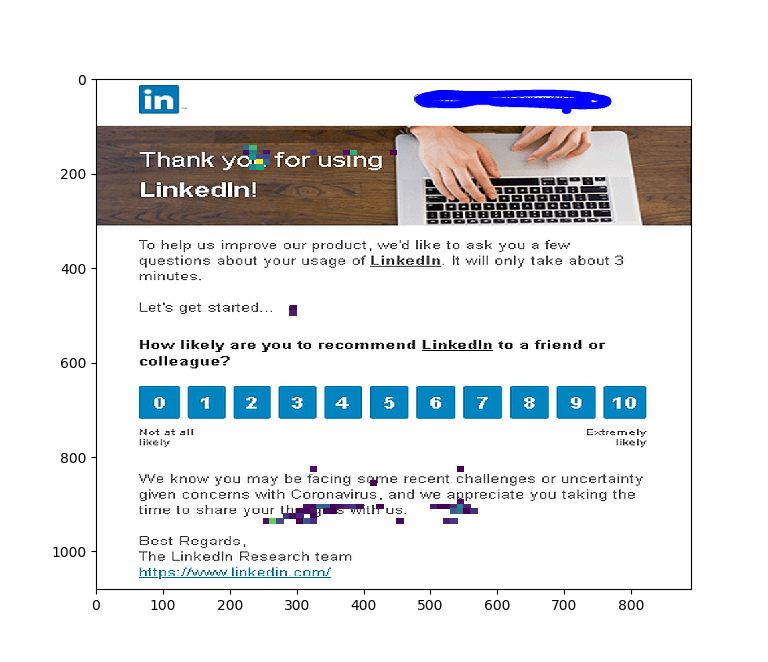 0
in
Thank you for using
200
LinkedIn!
To help us improve our product, we'd like to ask you a few
questions about your usage of LinkedIn. It will only take about 3
minutes.
400
Let's get started...
How likely are you to recommend LinkedIn to a friend or
colleague?
600
0 1 2 3 4 5 6 7 8 9 10
Not at all
likely
Extremely
likely
800
We know you may be facing some recent challenges or uncertainty
given concerns with Coronavirus, and we appreciate you taking the
time to share your with us.
Best Regards,
1000
The LinkedIn Research team
https://www.linkedin.com/
0 100 200 300 400 500 600 700 800